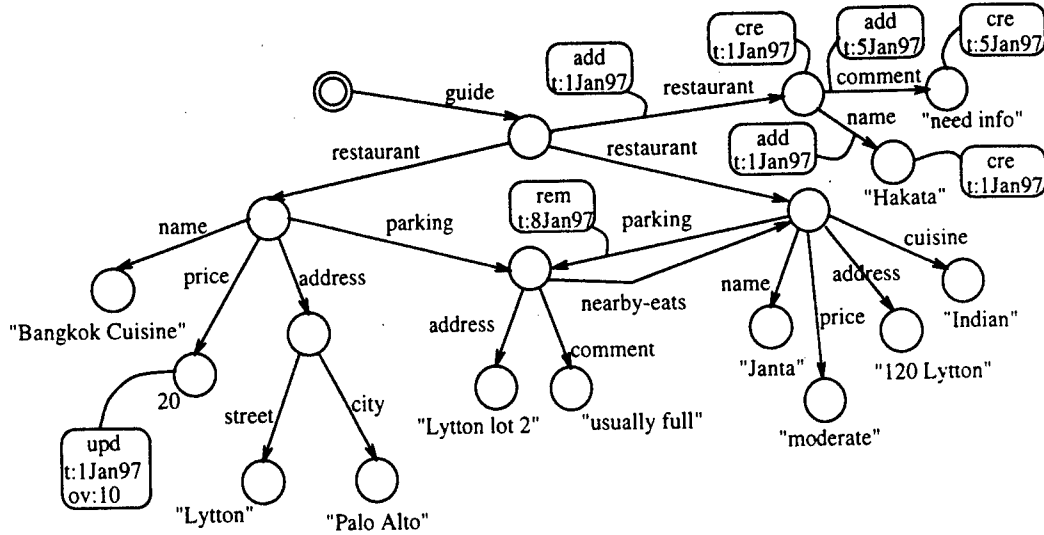 cre
t:1Jan97
add
t:5Jan97
cre
t:5Jan97
add
t:1Jan97
guide
restaurant
comment
"need info"
restaurant
restaurant
name
add
t:1Jan97
"Hakata"
cre
t:1Jan97
name
parking
rem
t:8Jan97
parking
cuisine
price
address
nearby-eats
name
address
"Bangkok Cuisine"
address
comment
price
"Indian"
20
"Janta"
"120 Lytton"
street
city
"Lytton lot 2"
"usually full"
"moderate"
upd
t:1Jan97
ov:10
"Lytton"
"Palo Alto"